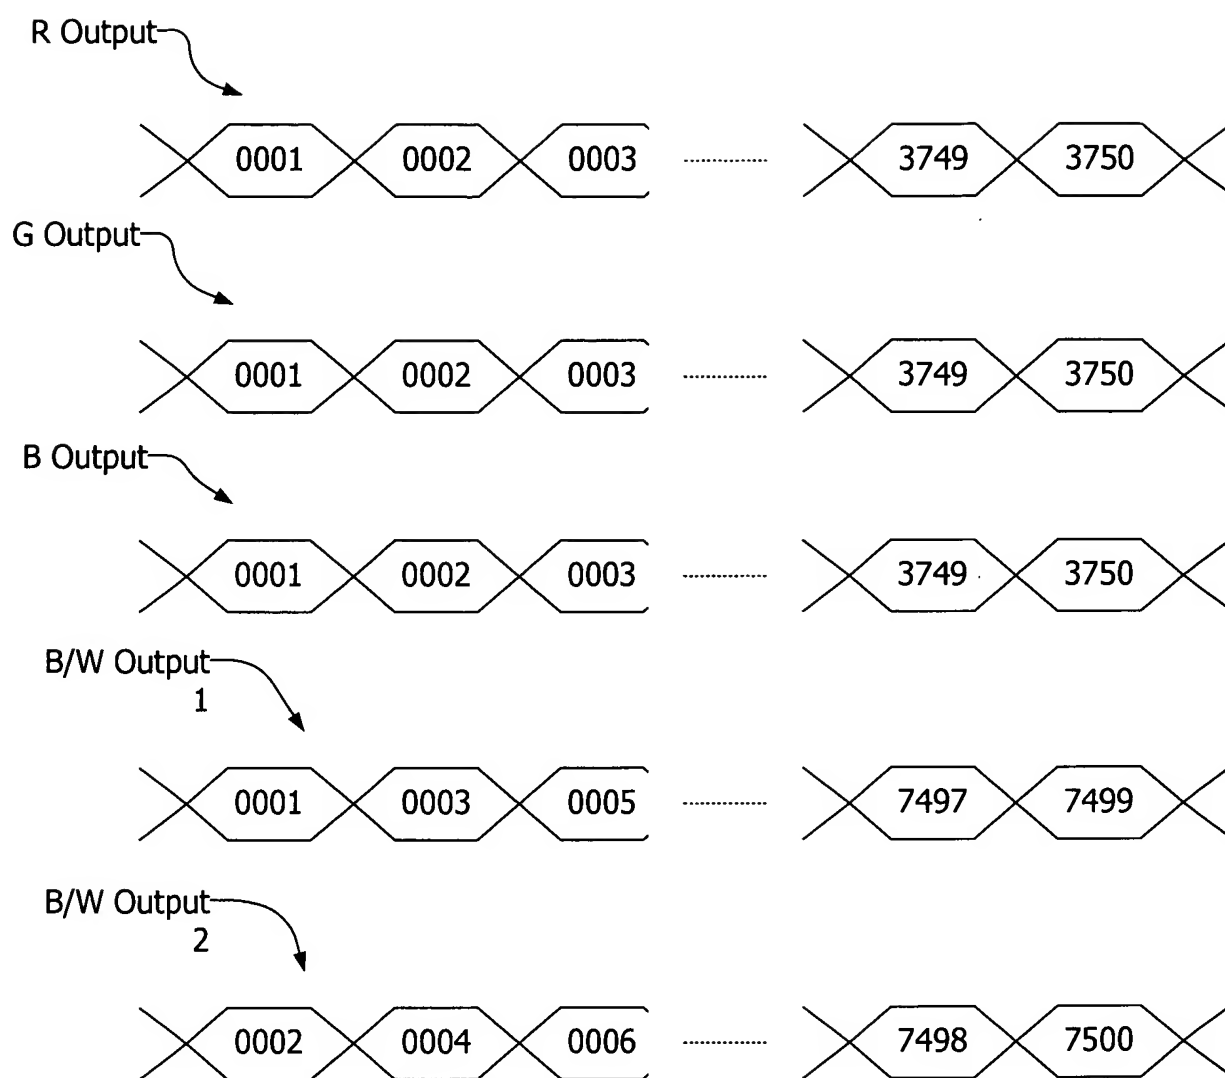 R Output
0001 0002 0003 3749 3750
G Output
0001 0002 0003 3749 3750
B Output
0001 0002 0003 3749 3750
B/W Output
1
0001 0003 0005 7497 7499
B/W Output
2
0002 0004 0006 7498 7500